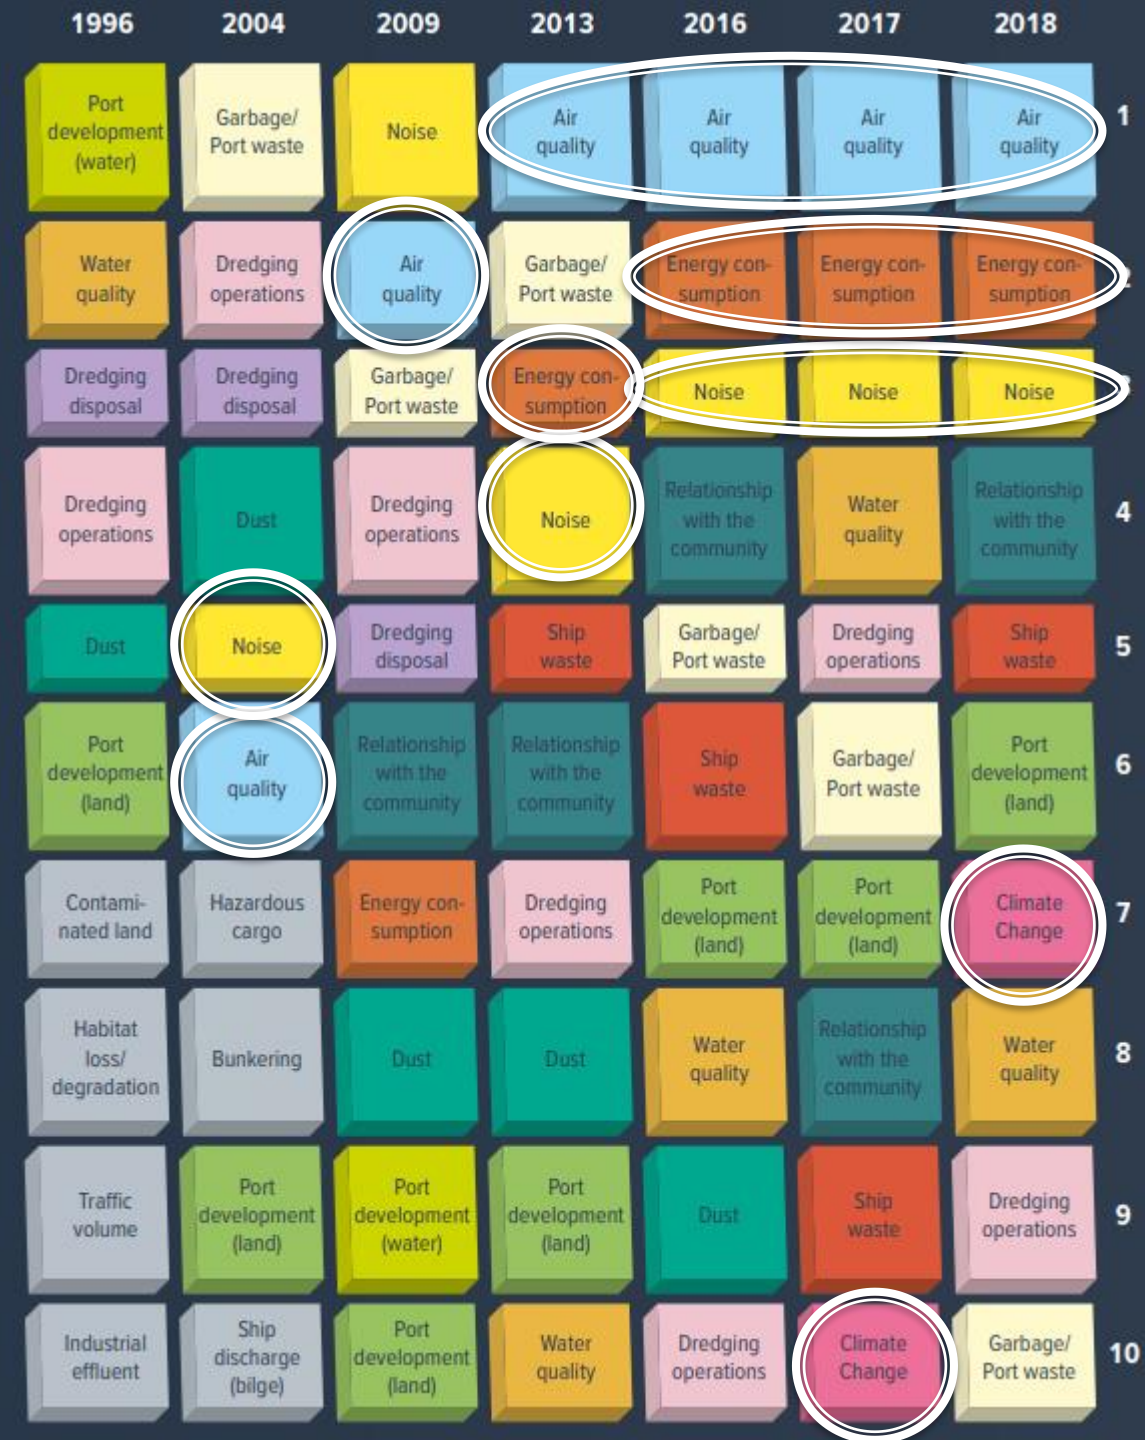 1996 2004 2009 2013 2016 2017 2018
Port
development
(water)
Garbage/
Port waste
Noise
Air
quality
Air
quality
Air
quality
Air
quality
1
Water
quality
Dredging
operations
Air
quality
Garbage/
Port waste
Energy con-
sumption
Energy con-
sumption
Energy con-
sumption
2
Dredging
disposal
Dredging
disposal
Garbage/
Port waste
Energy con-
sumption
Noise
Noise
Noise
3
Dredging
operations
Dust
Dredging
operations
Noise
Relationship
with the
community
Water
quality
Relationship
with the
community
4
Dust
Noise
Dredging
disposal
Ship
waste
Garbage/
Port waste
Dredging
operations
Ship
waste
5
Port
development
(land)
Air
quality
Relationship
with the
community
Relationship
with the
community
Ship
waste
Garbage/
Port waste
Port
development
(land)
6
Contami-
nated land
Hazardous
cargo
Energy con-
sumption
Dredging
operations
Port
development
(land)
Port
development
(land)
Climate
Change
7
Habitat
loss/
degradation
Bunkering
Dust
Dust
Water
quality
Relationship
with the
community
Water
quality
8
Traffic
volume
Port
development
(land)
Port
development
(water)
Port
development
(land)
Dust
Ship
waste
Dredging
operations
9
Industrial
effluent
Ship
discharge
(bilge)
Port
development
(land)
Water
quality
Dredging
operations
Climate
Change
Garbage/
Port waste
10